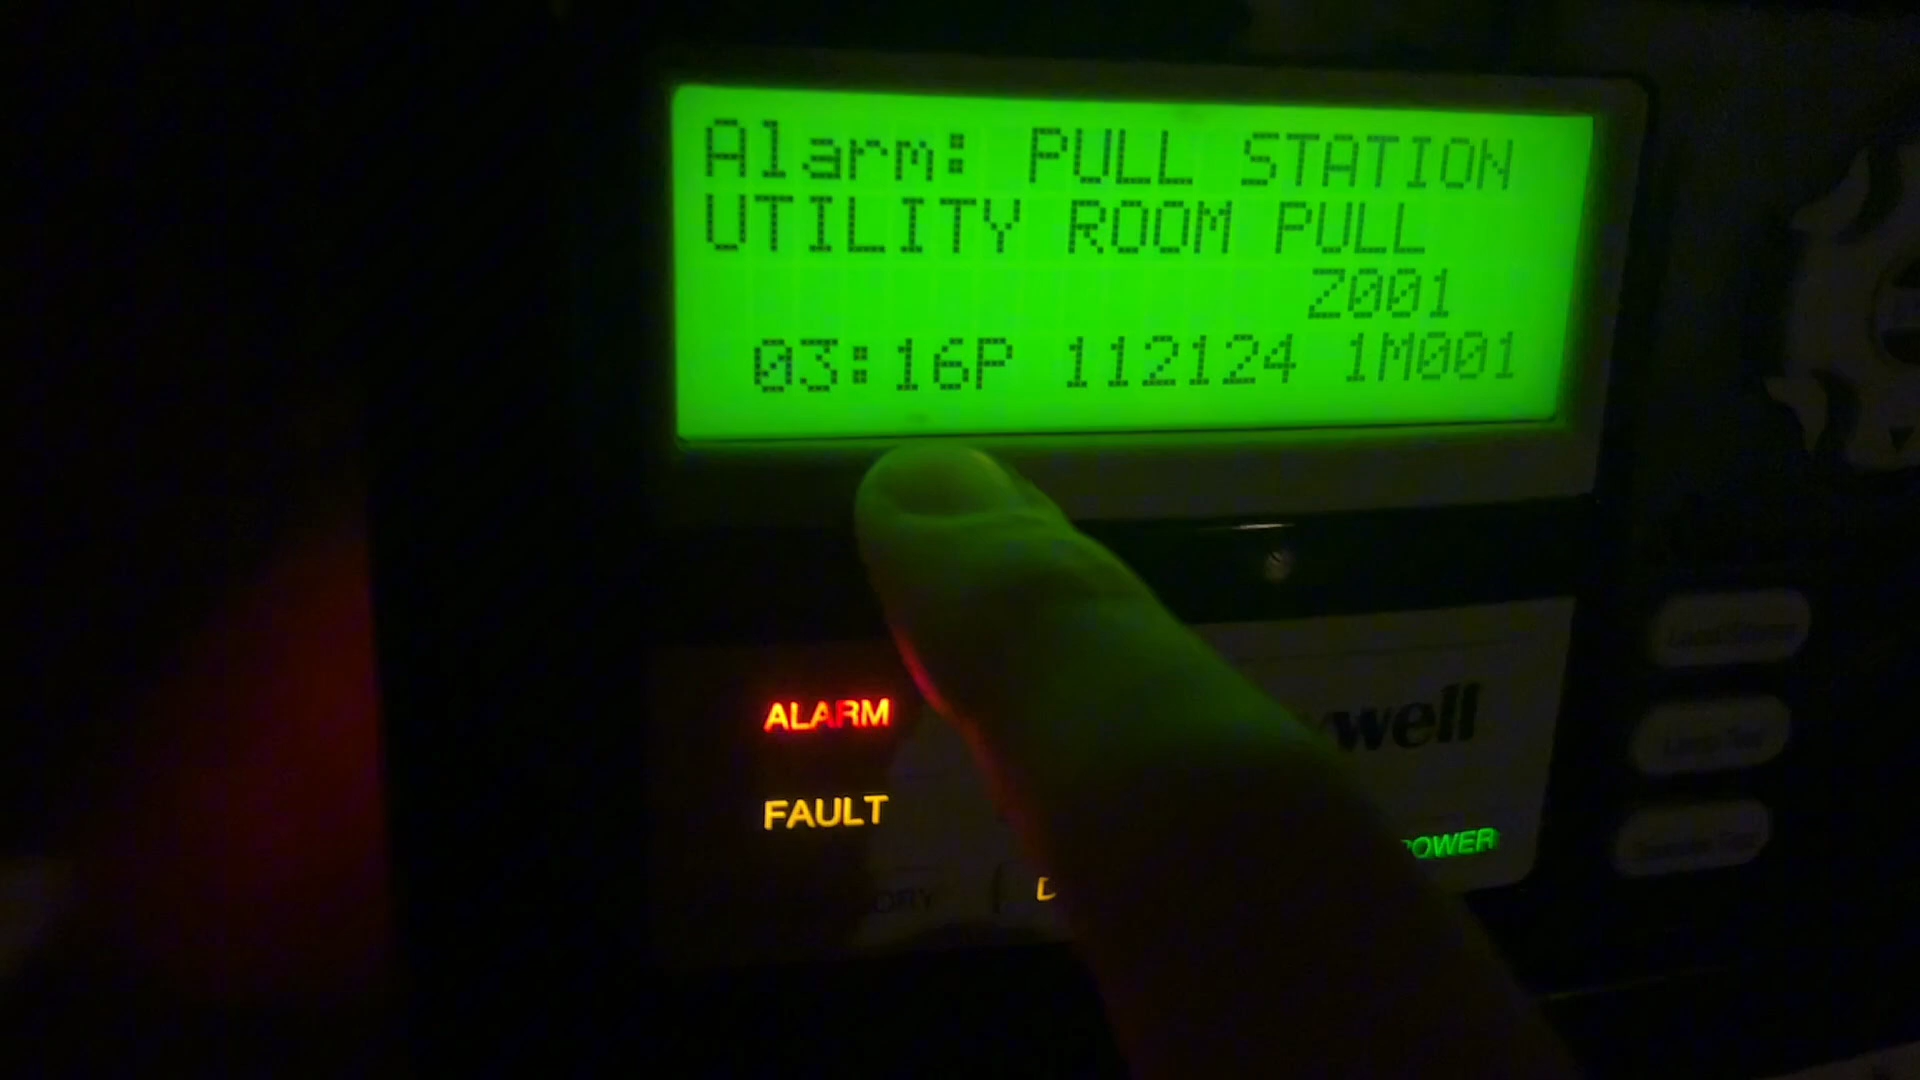 Alarm: PULL STATION
UTILITY ROOM PULL
Z001
03:16P 112124 1M001
ALARM
well
FAULT
POWER